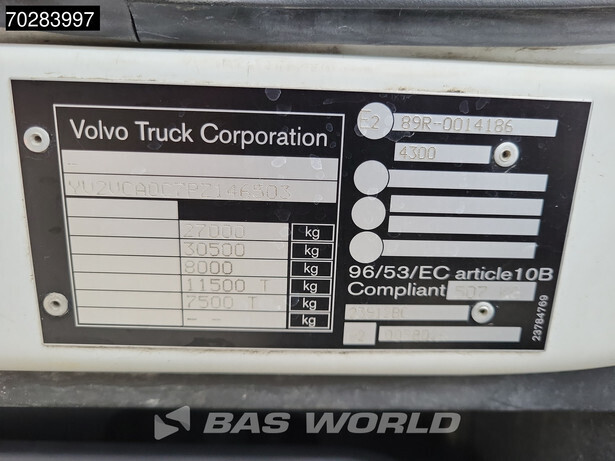 70283997
Volvo Truck Corporation
27000 kg
30500 kg
8000 kg
11500 T kg
7500 T kg
- - kg
E2 89R-0014186
4300
96/53/EC article10B
Compliant
23784769
BAS WORLD